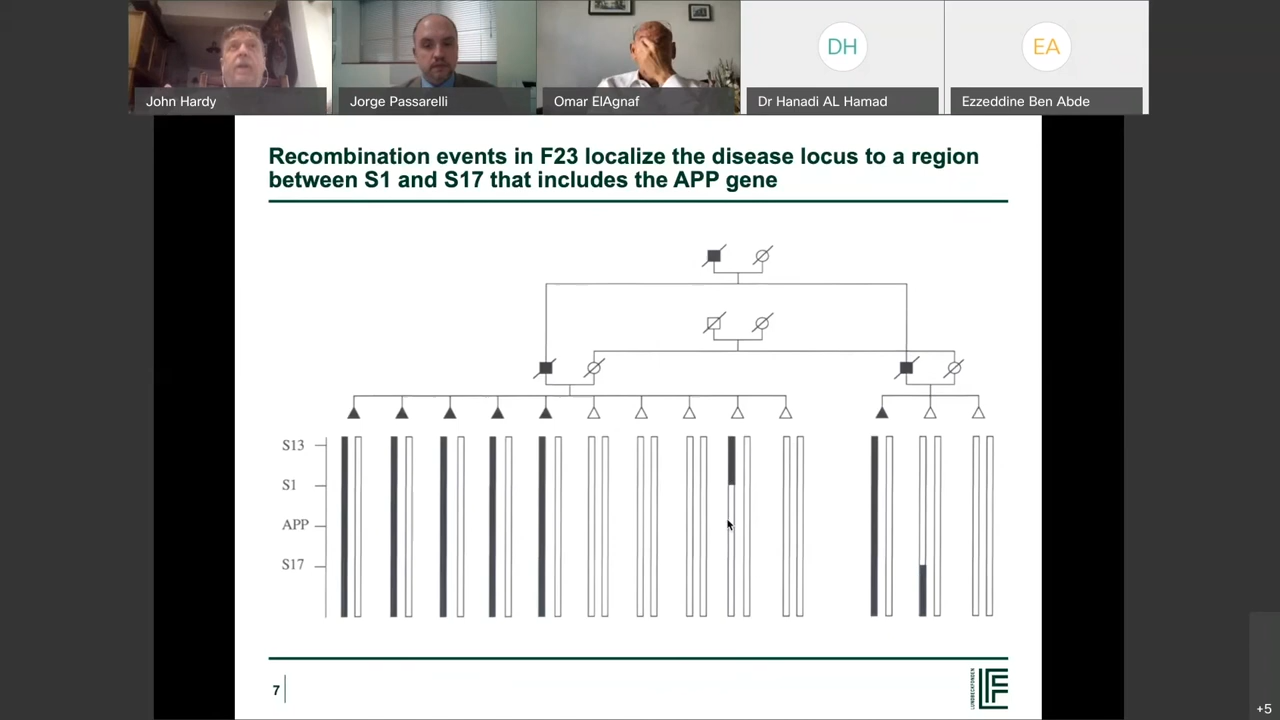 John Hardy
Jorge Passarelli
Omar ElAgnaf
DH
Dr Hanadi AL Hamad
EA
Ezzeddine Ben Abde
Recombination events in F23 localize the disease locus to a region
between S1 and S17 that includes the APP gene
S13
S1
APP
S17
7
LUNDBECKFONDEN
+5